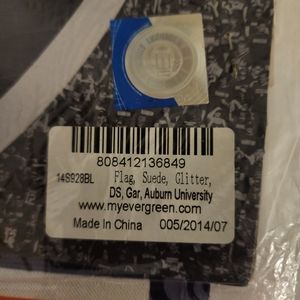 808412136849
14S928BL Flag, Suede, Glitter,
DS, Gar, Auburn University
www.myevergreen.com
Made In China 005/2014/07